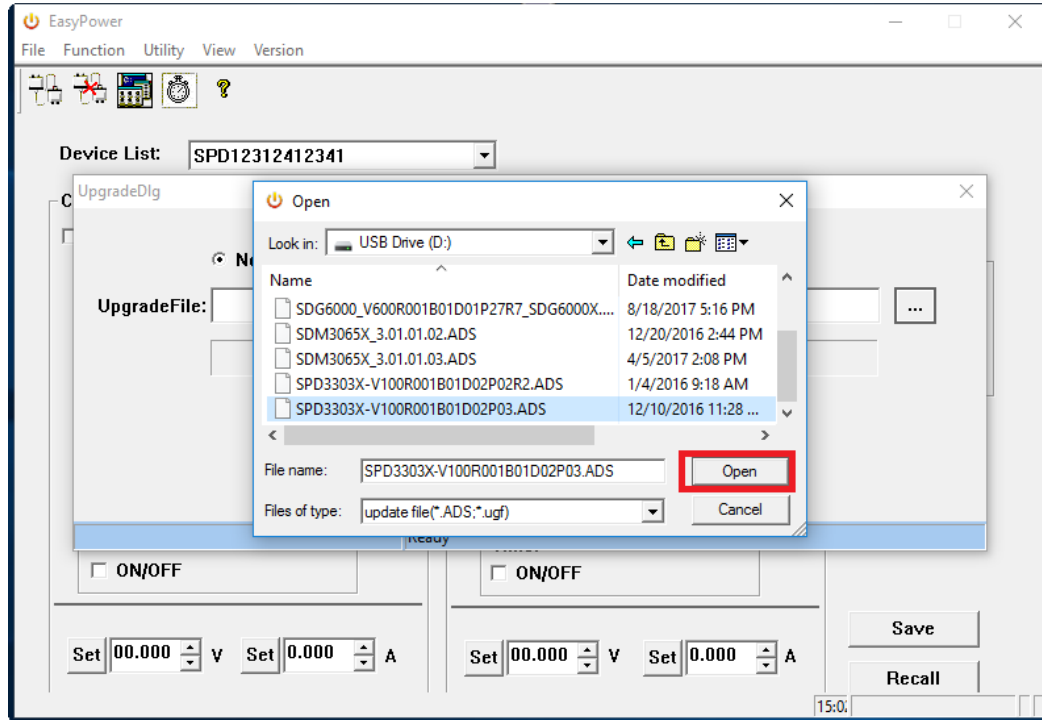 EasyPower
File Function Utility View Version
Device List: SPD12312412341
UpgradeDlg
Open
Look in: USB Drive (D:)
Name Date modified
SDG6000_V600R001B01D01P27R7_SDG6000X.... 8/18/2017 5:16 PM
SDM3065X_3.01.01.02.ADS 12/20/2016 2:44 PM
SDM3065X_3.01.01.03.ADS 4/5/2017 2:08 PM
SPD3303X-V100R001B01D02P02R2.ADS 1/4/2016 9:18 AM
SPD3303X-V100R001B01D02P03.ADS 12/10/2016 11:28 ...
UpgradeFile: ...
File name: SPD3303X-V100R001B01D02P03.ADS Open
Files of type: update file(*.ADS;*.ugf) Cancel
Ready
ON/OFF ON/OFF
Set 00.000 V Set 0.000 A Set 00.000 V Set 0.000 A
Save
Recall